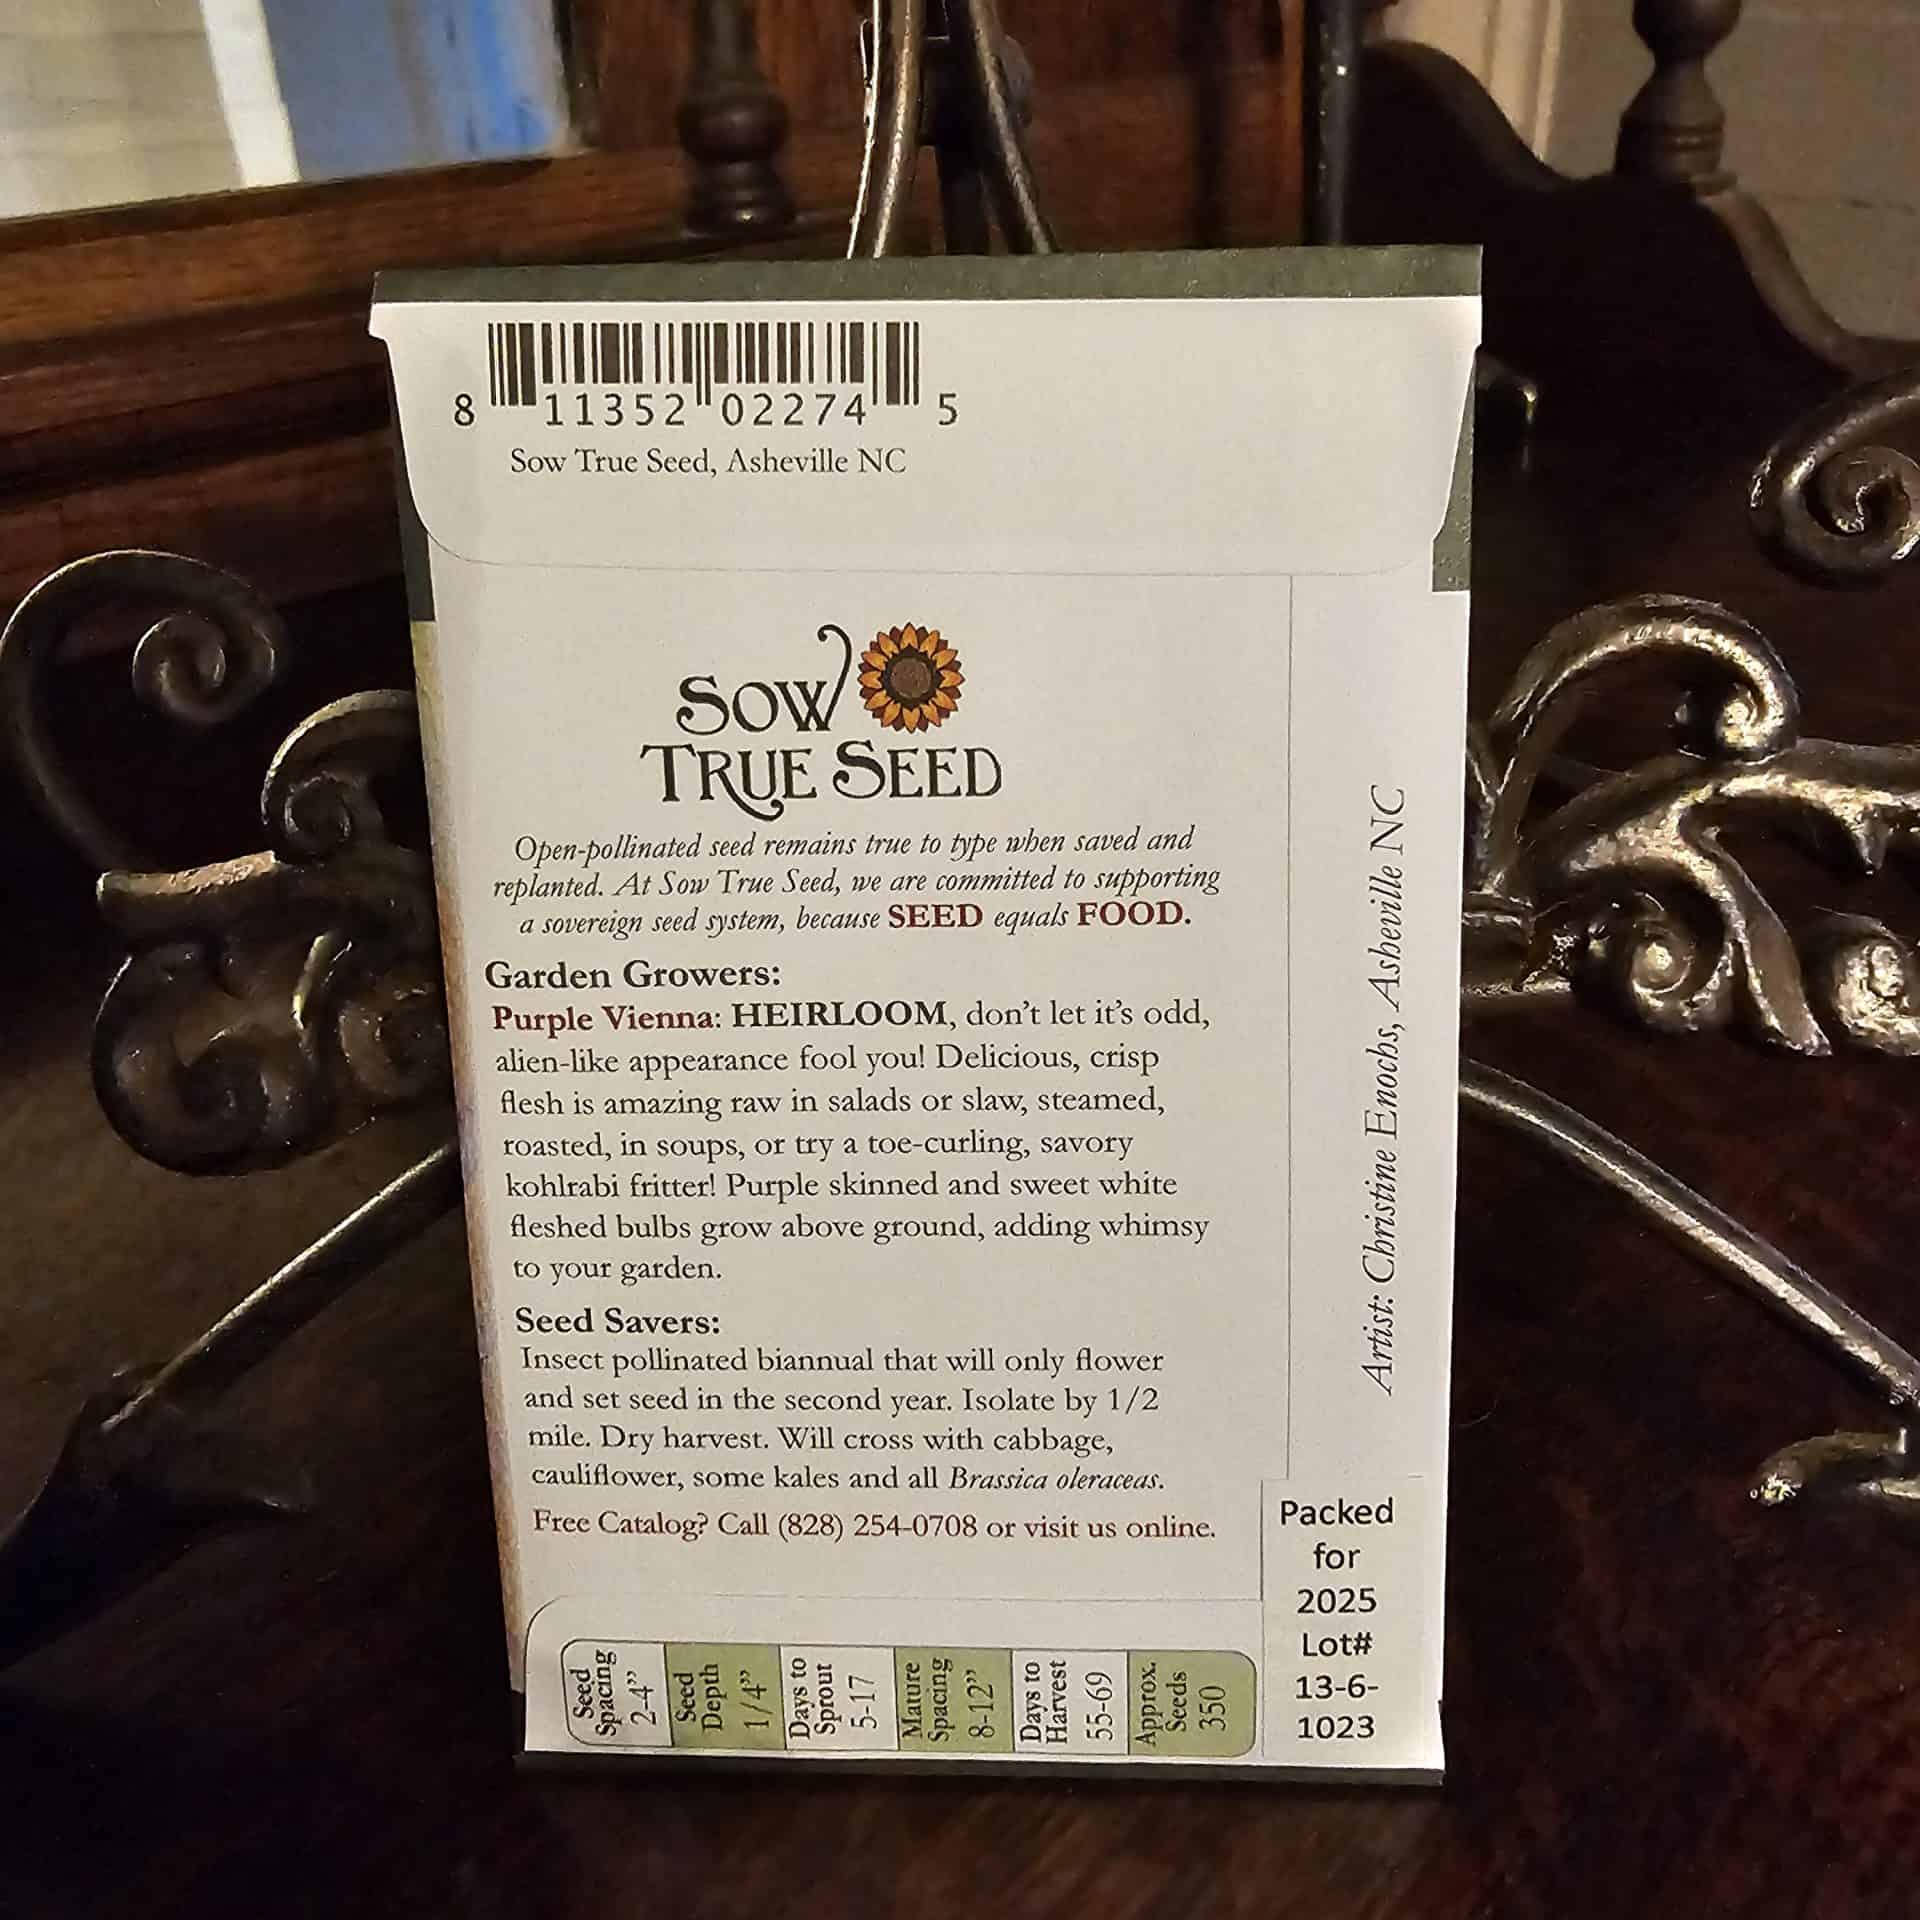 8 11352 02274 5
Sow True Seed, Asheville NC
SOW
TRUE SEED
Open-pollinated seed remains true to type when saved and
replanted. At Sow True Seed, we are committed to supporting
a sovereign seed system, because SEED equals FOOD.
Garden Growers:
Purple Vienna: HEIRLOOM, don't let it's odd,
alien-like appearance fool you! Delicious, crisp
flesh is amazing raw in salads or slaw, steamed,
roasted, in soups, or try a toe-curling, savory
kohlrabi fritter! Purple skinned and sweet white
fleshed bulbs grow above ground, adding whimsy
to your garden.
Seed Savers:
Insect pollinated biannual that will only flower
and set seed in the second year. Isolate by 1/2
mile. Dry harvest. Will cross with cabbage,
cauliflower, some kales and all Brassica oleraceas.
Free Catalog? Call (828) 254-0708 or visit us online.
Artist: Christine Enochs, Asheville NC
Seed
Spacing
2-4"
Seed
Depth
1/4"
Days to
Sprout
5-17
Mature
Spacing
8-12"
Days to
Harvest
55-69
Approx.
Seeds
350
Packed
for
2025
Lot#
13-6-
1023